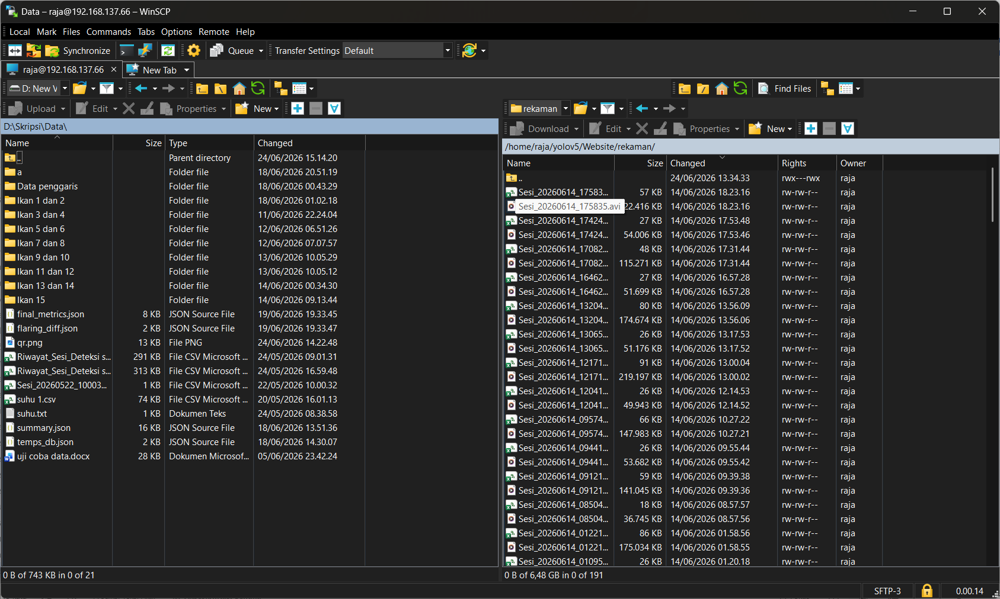 Data – raja@192.168.137.66 – WinSCP
Local Mark Files Commands Tabs Options Remote Help
Synchronize Queue Transfer Settings Default
raja@192.168.137.66 × New Tab
D: New V
Upload Edit Properties New
D:\Skripsi\Data\
Name Size Type Changed
.. Parent directory 24/06/2026 15.14.20
a Folder file 18/06/2026 20.51.19
Data penggaris Folder file 18/06/2026 00.43.29
Ikan 1 dan 2 Folder file 18/06/2026 01.02.18
Ikan 3 dan 4 Folder file 11/06/2026 22.24.04
Ikan 5 dan 6 Folder file 12/06/2026 06.51.26
Ikan 7 dan 8 Folder file 12/06/2026 07.07.57
Ikan 9 dan 10 Folder file 13/06/2026 10.05.29
Ikan 11 dan 12 Folder file 13/06/2026 10.05.12
Ikan 13 dan 14 Folder file 14/06/2026 00.34.30
Ikan 15 Folder file 14/06/2026 09.13.44
final_metrics.json 8 KB JSON Source File 19/06/2026 19.33.45
flaring_diff.json 2 KB JSON Source File 19/06/2026 19.33.47
qr.png 13 KB File PNG 24/06/2026 14.22.48
Riwayat_Sesi_Deteksi s... 291 KB File CSV Microsoft ... 24/05/2026 09.01.31
Riwayat_Sesi_Deteksi s... 313 KB File CSV Microsoft ... 24/05/2026 16.59.48
Sesi_20260522_10003... 1 KB File CSV Microsoft ... 22/05/2026 10.00.32
suhu 1.csv 74 KB File CSV Microsoft ... 20/05/2026 16.01.13
suhu.txt 1 KB Dokumen Teks 24/05/2026 08.38.58
summary.json 16 KB JSON Source File 18/06/2026 13.51.36
temps_db.json 2 KB JSON Source File 18/06/2026 14.30.07
uji coba data.docx 28 KB Dokumen Microsof... 05/06/2026 23.42.24
0 B of 743 KB in 0 of 21
Find Files
rekaman
Download Edit Properties New
/home/raja/yolov5/Website/rekaman/
Name Size Changed Rights Owner
.. 24/06/2026 13.34.33 rwx---rwx raja
Sesi_20260614_17583... 57 KB 14/06/2026 18.23.16 rw-rw-r-- raja
Sesi_20260614_175835.avi 22.416 KB 14/06/2026 18.23.16 rw-rw-r-- raja
Sesi_20260614_17424... 27 KB 14/06/2026 17.53.48 rw-rw-r-- raja
Sesi_20260614_17424... 54.006 KB 14/06/2026 17.53.46 rw-rw-r-- raja
Sesi_20260614_17082... 48 KB 14/06/2026 17.31.44 rw-rw-r-- raja
Sesi_20260614_17082... 115.271 KB 14/06/2026 17.31.44 rw-rw-r-- raja
Sesi_20260614_16462... 27 KB 14/06/2026 16.57.28 rw-rw-r-- raja
Sesi_20260614_16462... 51.699 KB 14/06/2026 16.57.28 rw-rw-r-- raja
Sesi_20260614_13204... 80 KB 14/06/2026 13.56.09 rw-rw-r-- raja
Sesi_20260614_13204... 174.674 KB 14/06/2026 13.56.06 rw-rw-r-- raja
Sesi_20260614_13065... 26 KB 14/06/2026 13.17.53 rw-rw-r-- raja
Sesi_20260614_13065... 51.176 KB 14/06/2026 13.17.52 rw-rw-r-- raja
Sesi_20260614_12171... 91 KB 14/06/2026 13.00.04 rw-rw-r-- raja
Sesi_20260614_12171... 219.197 KB 14/06/2026 13.00.02 rw-rw-r-- raja
Sesi_20260614_12041... 26 KB 14/06/2026 12.14.53 rw-rw-r-- raja
Sesi_20260614_12041... 49.943 KB 14/06/2026 12.14.52 rw-rw-r-- raja
Sesi_20260614_09574... 66 KB 14/06/2026 10.27.22 rw-rw-r-- raja
Sesi_20260614_09574... 147.983 KB 14/06/2026 10.27.21 rw-rw-r-- raja
Sesi_20260614_09441... 26 KB 14/06/2026 09.55.44 rw-rw-r-- raja
Sesi_20260614_09441... 53.682 KB 14/06/2026 09.55.42 rw-rw-r-- raja
Sesi_20260614_09121... 59 KB 14/06/2026 09.39.38 rw-rw-r-- raja
Sesi_20260614_09121... 141.045 KB 14/06/2026 09.39.36 rw-rw-r-- raja
Sesi_20260614_08504... 18 KB 14/06/2026 08.57.57 rw-rw-r-- raja
Sesi_20260614_08504... 36.745 KB 14/06/2026 08.57.56 rw-rw-r-- raja
Sesi_20260614_01221... 86 KB 14/06/2026 01.58.56 rw-rw-r-- raja
Sesi_20260614_01221... 175.034 KB 14/06/2026 01.58.55 rw-rw-r-- raja
Sesi_20260614_01095... 26 KB 14/06/2026 01.20.18 rw-rw-r-- raja
0 B of 6,48 GB in 0 of 191
SFTP-3 0.00.14